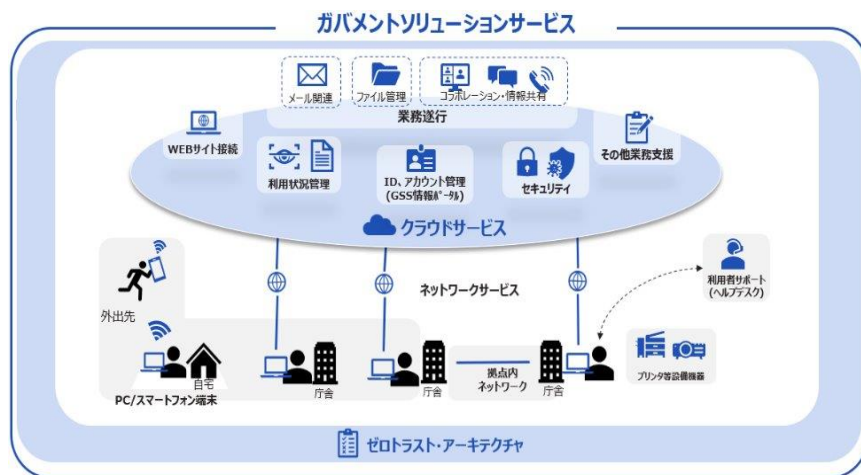 ガバメントソリューションサービス
メール関連
ファイル管理
コラボレーション・情報共有
業務遂行
WEBサイト接続
その他業務支援
利用状況管理
ID、アカウント管理
(GSS情報ﾎﾟｰﾀﾙ)
セキュリティ
クラウドサービス
ネットワークサービス
利用者サポート
(ヘルプデスク)
外出先
自宅
PC/スマートフォン端末
庁舎
庁舎
拠点内
ネットワーク
庁舎
プリンタ等設備機器
ゼロトラスト・アーキテクチャ